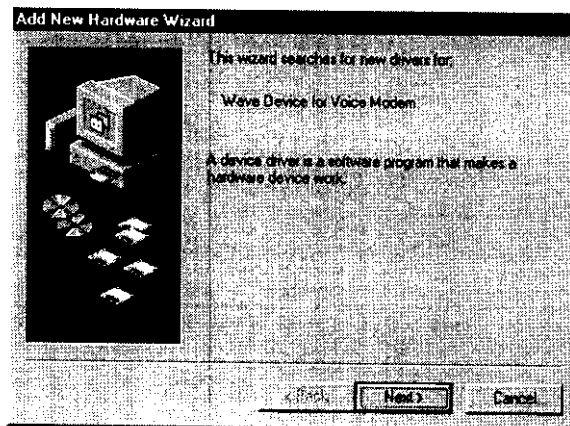 Add New Hardware Wizard
This wizard searches for new drivers for:
Wave Device for Voice Modem
A device driver is a software program that makes a
hardware device work.
< Back
Next >
Cancel